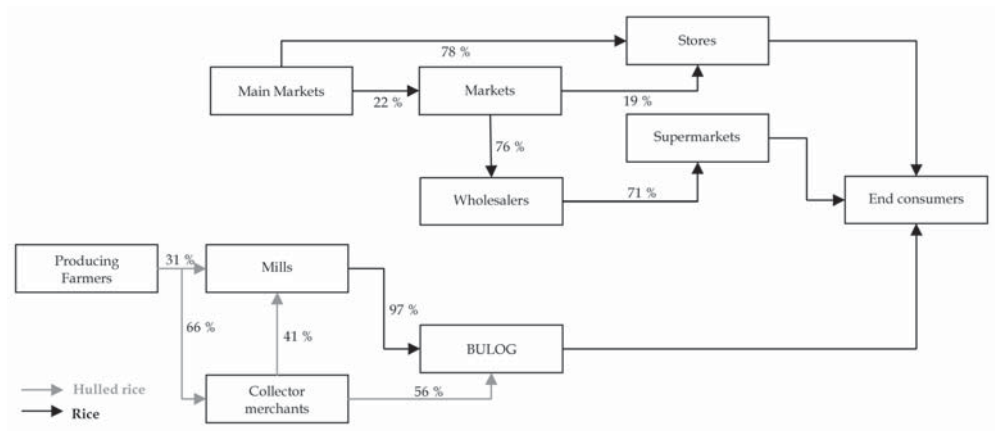 Stores
78 %
Main Markets
Markets
22 %
19 %
Supermarkets
76 %
Wholesalers
71 %
End consumers
Producing
Farmers
31 %
Mills
97 %
66 %
41 %
BULOG
Hulled rice
Collector
merchants
56 %
Rice